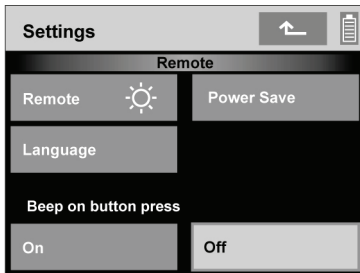 Settings
Remote
Remote
Power Save
Language
Beep on button press
On
Off